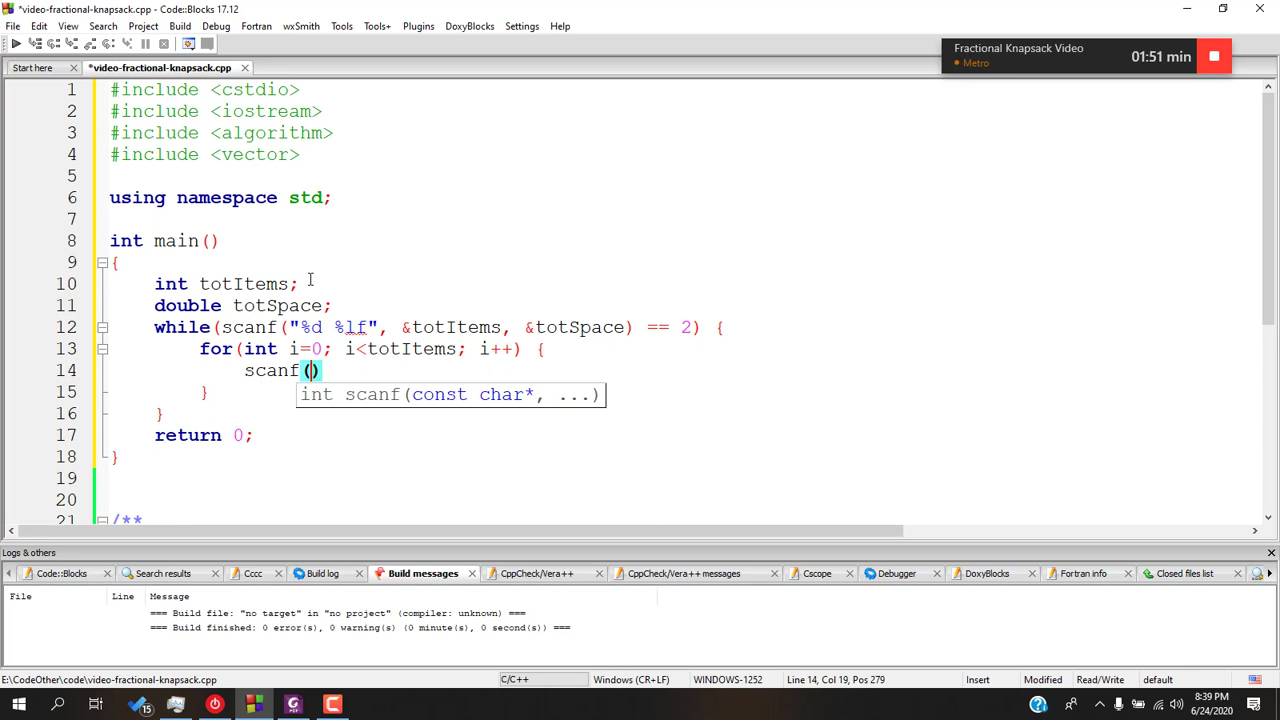 *video-fractional-knapsack.cpp - Code::Blocks 17.12
File Edit View Search Project Build Debug Fortran wxSmith Tools Tools+ Plugins DoxyBlocks Settings Help
Fractional Knapsack Video
Metro
01:51 min
Start here *video-fractional-knapsack.cpp
1 #include <cstdio>
2 #include <iostream>
3 #include <algorithm>
4 #include <vector>
5
6 using namespace std;
7
8 int main()
9 {
10 int totItems;
11 double totSpace;
12 while(scanf("%d %lf", &totItems, &totSpace) == 2) {
13 for(int i=0; i<totItems; i++) {
14 scanf()
int scanf(const char*, ...)
15 }
16 }
17 return 0;
18 }
19
20
21 /**
Logs & others
Code::Blocks Search results Cccc Build log Build messages CppCheck/Vera++ CppCheck/Vera++ messages Cscope Debugger DoxyBlocks Fortran info Closed files list
File Line Message
=== Build file: "no target" in "no project" (compiler: unknown) ===
=== Build finished: 0 error(s), 0 warning(s) (0 minute(s), 0 second(s)) ===
E:\CodeOther\code\video-fractional-knapsack.cpp C/C++ Windows (CR+LF) WINDOWS-1252 Line 14, Col 19, Pos 279 Insert Modified Read/Write default
15
8:39 PM
6/24/2020